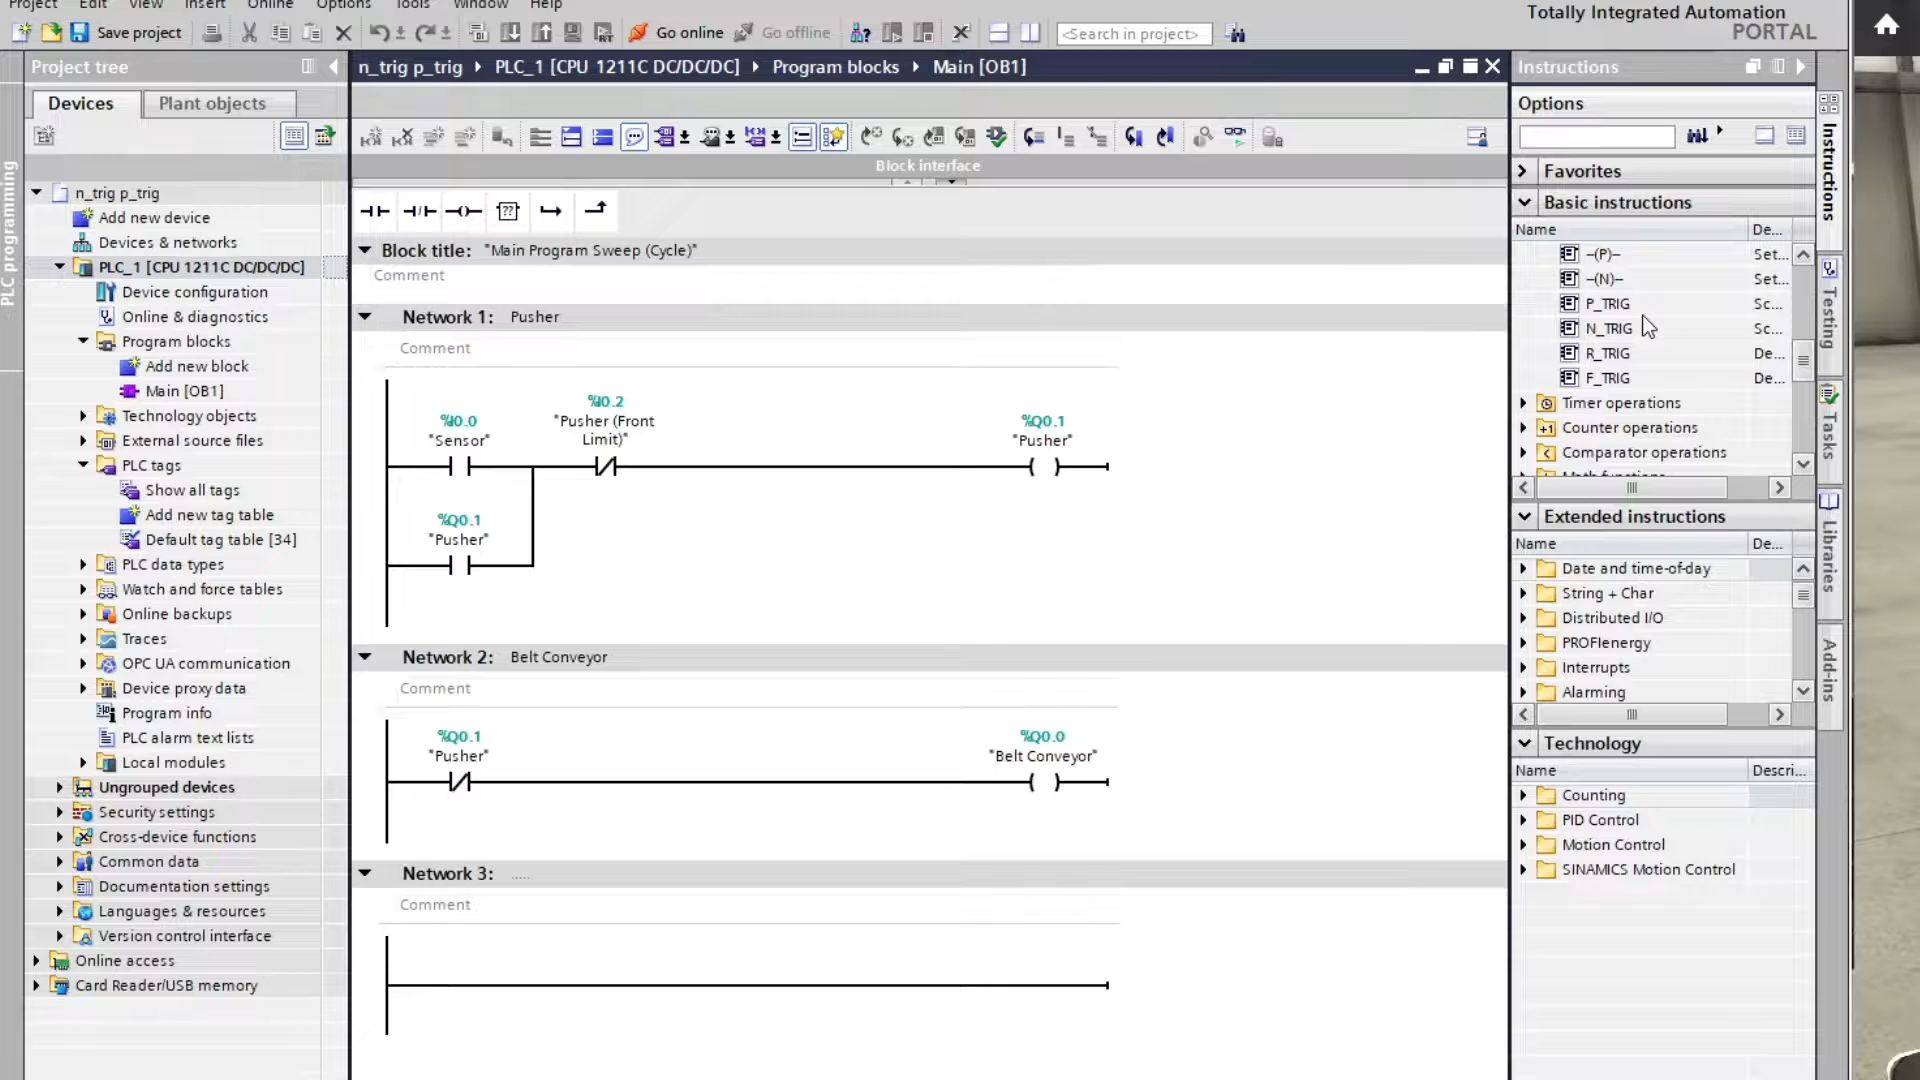 Project Edit View Insert Online Options Tools Window Help
Totally Integrated Automation
PORTAL
Save project
Go online
Go offline
<Search in project>
Project tree
n_trig p_trig ▸ PLC_1 [CPU 1211C DC/DC/DC] ▸ Program blocks ▸ Main [OB1]
Instructions
Devices
Plant objects
Options
Block interface
PLC programming
n_trig p_trig
Add new device
Devices & networks
PLC_1 [CPU 1211C DC/DC/DC]
Device configuration
Online & diagnostics
Program blocks
Add new block
Main [OB1]
Technology objects
External source files
PLC tags
Show all tags
Add new tag table
Default tag table [34]
PLC data types
Watch and force tables
Online backups
Traces
OPC UA communication
Device proxy data
Program info
PLC alarm text lists
Local modules
Ungrouped devices
Security settings
Cross-device functions
Common data
Documentation settings
Languages & resources
Version control interface
Online access
Card Reader/USB memory
??
Block title: "Main Program Sweep (Cycle)"
Comment
Network 1: Pusher
Comment
%I0.0
"Sensor"
%I0.2
"Pusher (Front
Limit)"
%Q0.1
"Pusher"
%Q0.1
"Pusher"
Network 2: Belt Conveyor
Comment
%Q0.1
"Pusher"
%Q0.0
"Belt Conveyor"
Network 3: .....
Comment
Favorites
Basic instructions
Name De...
-(P)- Set...
-(N)- Set...
P_TRIG Sc...
N_TRIG Sc...
R_TRIG De...
F_TRIG De...
Timer operations
Counter operations
Comparator operations
Math functions
Extended instructions
Name De...
Date and time-of-day
String + Char
Distributed I/O
PROFIenergy
Interrupts
Alarming
Technology
Name Descri...
Counting
PID Control
Motion Control
SINAMICS Motion Control
Instructions
Testing
Tasks
Libraries
Add-ins